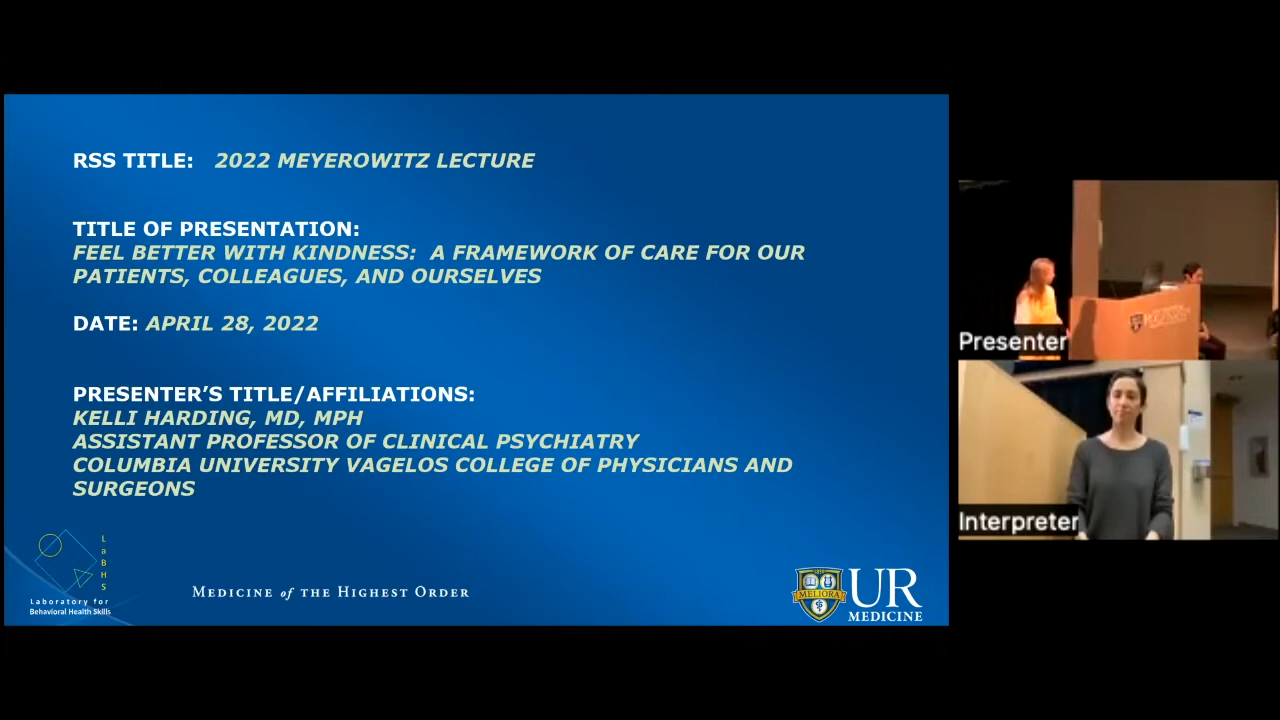 RSS TITLE: 2022 MEYEROWITZ LECTURE
TITLE OF PRESENTATION:
FEEL BETTER WITH KINDNESS: A FRAMEWORK OF CARE FOR OUR
PATIENTS, COLLEAGUES, AND OURSELVES
DATE: APRIL 28, 2022
PRESENTER’S TITLE/AFFILIATIONS:
KELLI HARDING, MD, MPH
ASSISTANT PROFESSOR OF CLINICAL PSYCHIATRY
COLUMBIA UNIVERSITY VAGELOS COLLEGE OF PHYSICIANS AND
SURGEONS
LaBHS
Laboratory for
Behavioral Health Skills
MEDICINE of THE HIGHEST ORDER
MELIORA
UR
MEDICINE
Presenter
Interpreter